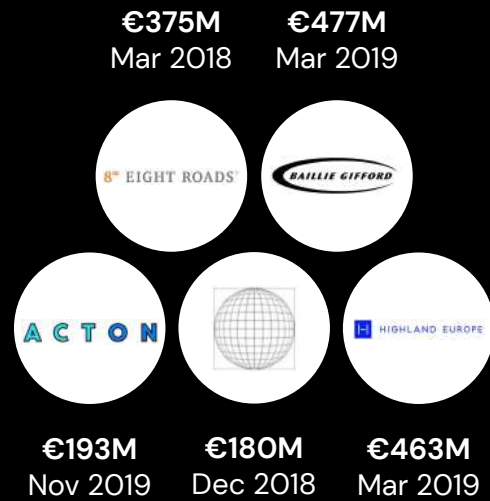 €375M €477M
Mar 2018 Mar 2019
8 EIGHT ROADS BAILLIE GIFFORD
ACTON HIGHLAND EUROPE
€193M €180M €463M
Nov 2019 Dec 2018 Mar 2019